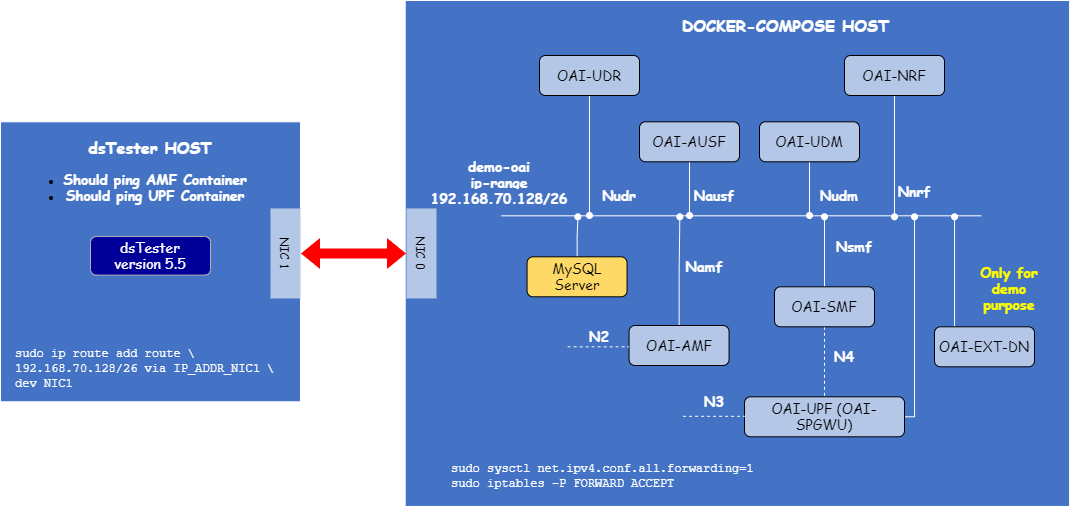 DOCKER-COMPOSE HOST
OAI-UDR
OAI-NRF
OAI-AUSF
OAI-UDM
dsTester HOST
Should ping AMF Container
Should ping UPF Container
dsTester
version 5.5
NIC 1
NIC 0
demo-oai
ip-range
192.168.70.128/26
Nudr
Nausf
Nudm
Nnrf
Nsmf
Namf
MySQL
Server
Only for
demo
purpose
OAI-SMF
N2
OAI-AMF
OAI-EXT-DN
N4
N3
OAI-UPF (OAI-
SPGWU)
sudo ip route add route \
192.168.70.128/26 via IP_ADDR_NIC1 \
dev NIC1
sudo sysctl net.ipv4.conf.all.forwarding=1
sudo iptables -P FORWARD ACCEPT